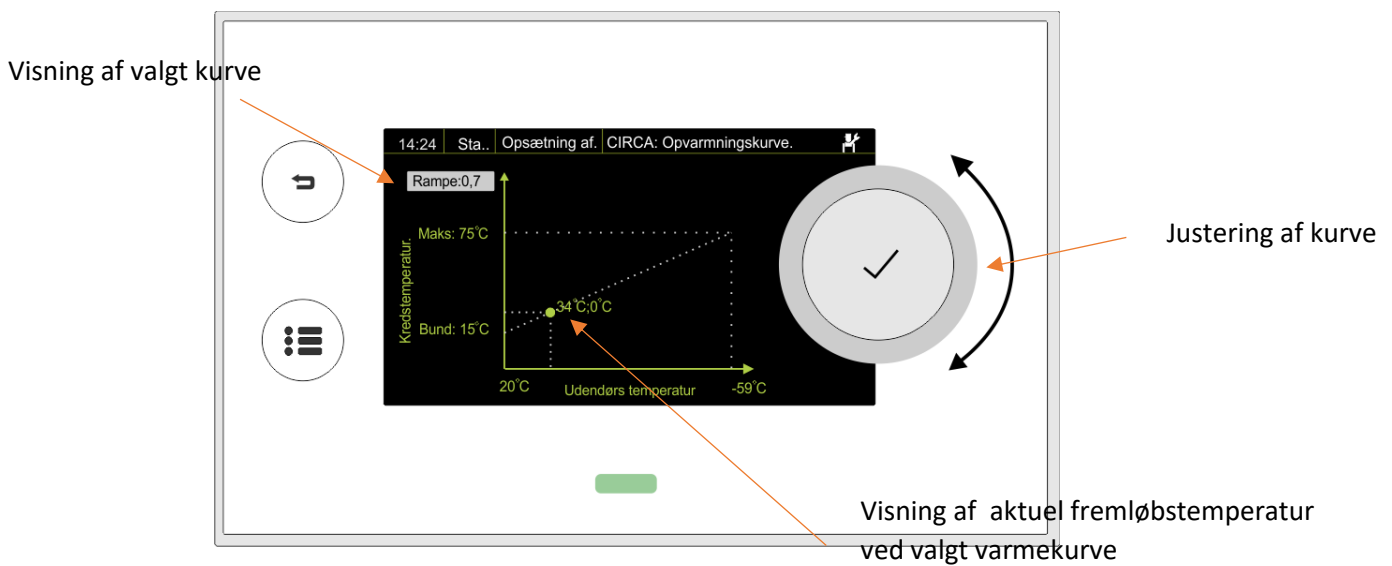 Visning af valgt kurve
14:24 Sta.. Opsætning af. CIRCA: Opvarmningskurve.
Rampe:0,7
Maks: 75°C
Kredstemperatur.
34°C;0°C
Bund: 15°C
20°C Udendørs temperatur -59°C
Justering af kurve
Visning af aktuel fremløbstemperatur
ved valgt varmekurve